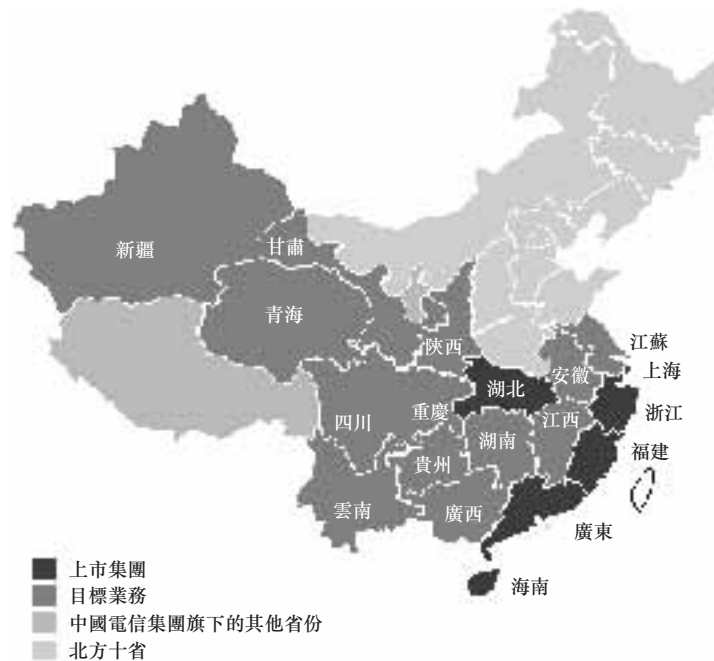 新疆
甘肅
青海
陝西
江蘇
安徽
上海
湖北
浙江
重慶
四川
江西
湖南
福建
貴州
雲南
廣西
廣東
海南
上市集團
目標業務
中國電信集團旗下的其他省份
北方十省